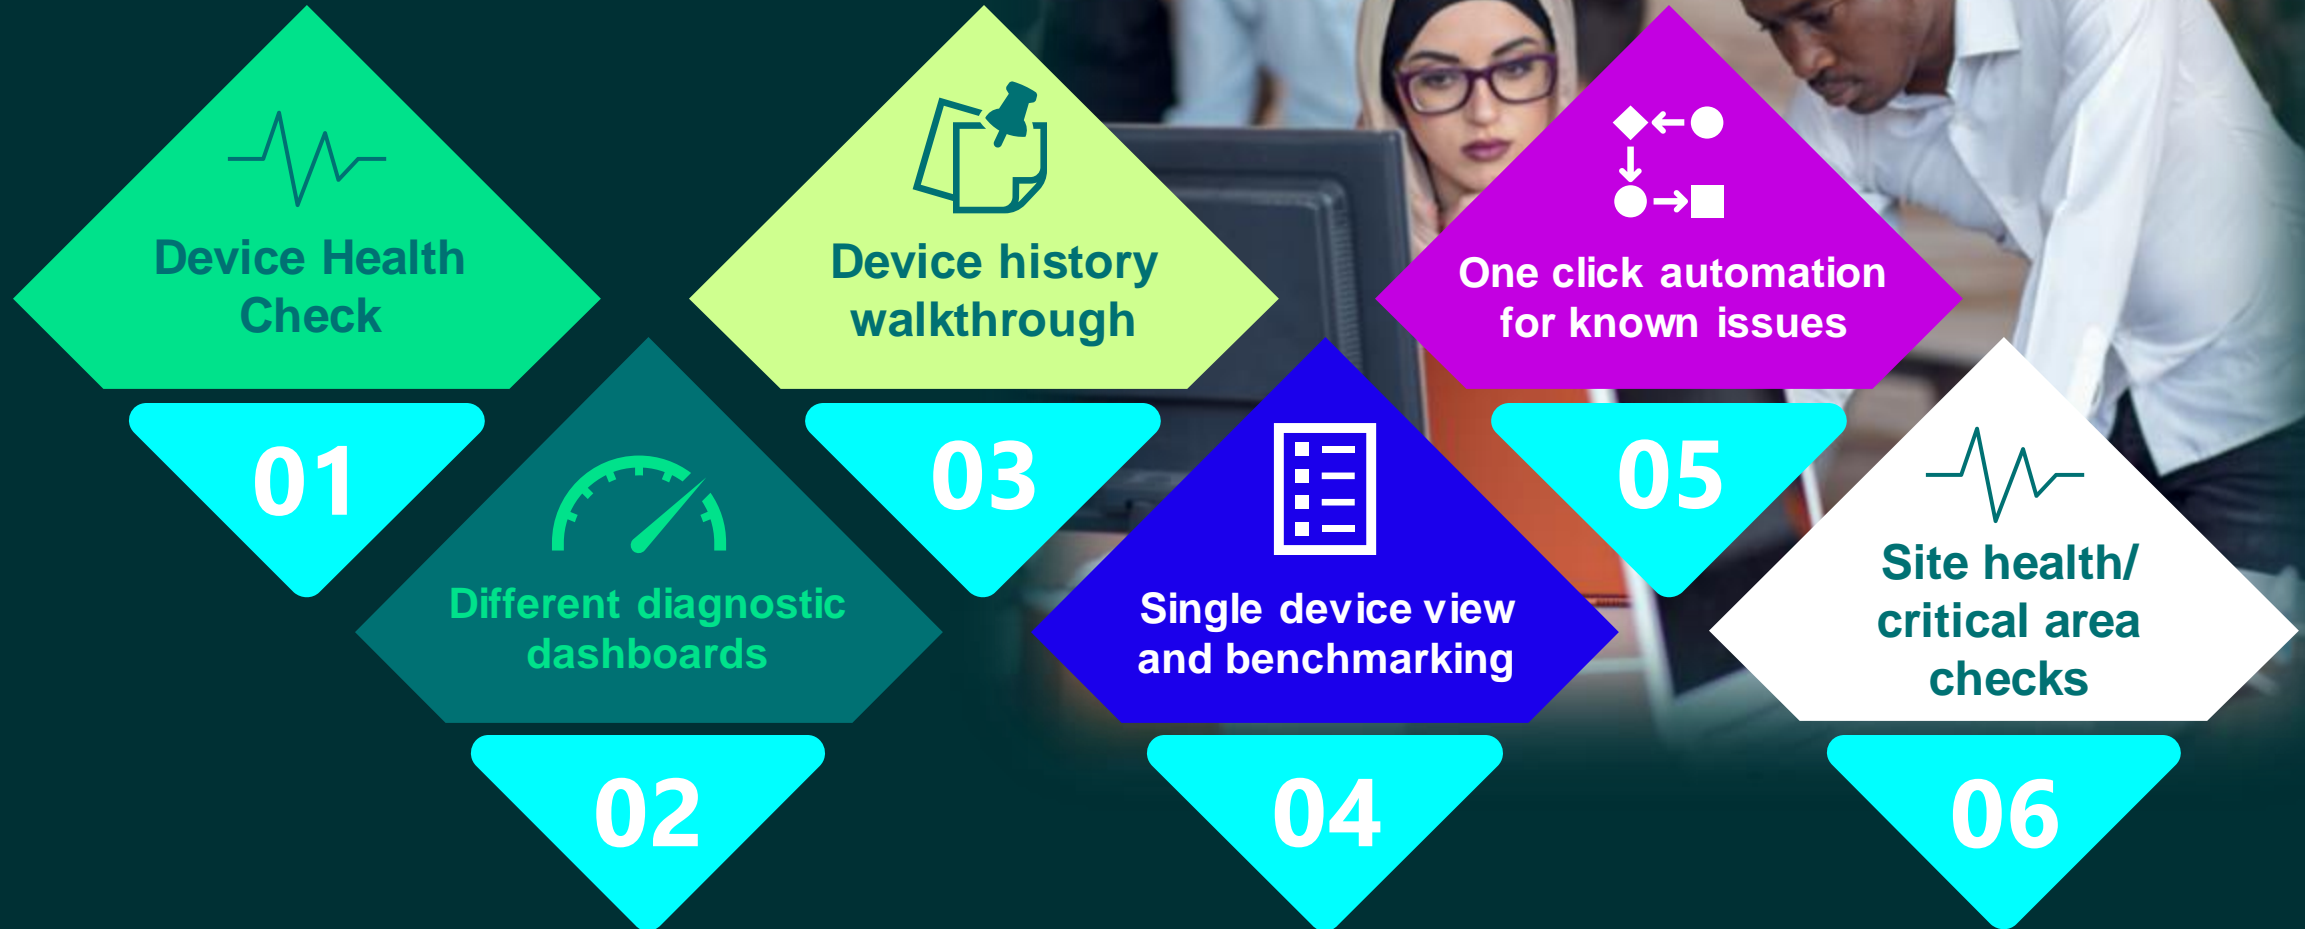 Device Health
Check
01
Different diagnostic
dashboards
02
Device history
walkthrough
03
Single device view
and benchmarking
04
One click automation
for known issues
05
Site health/
critical area
checks
06